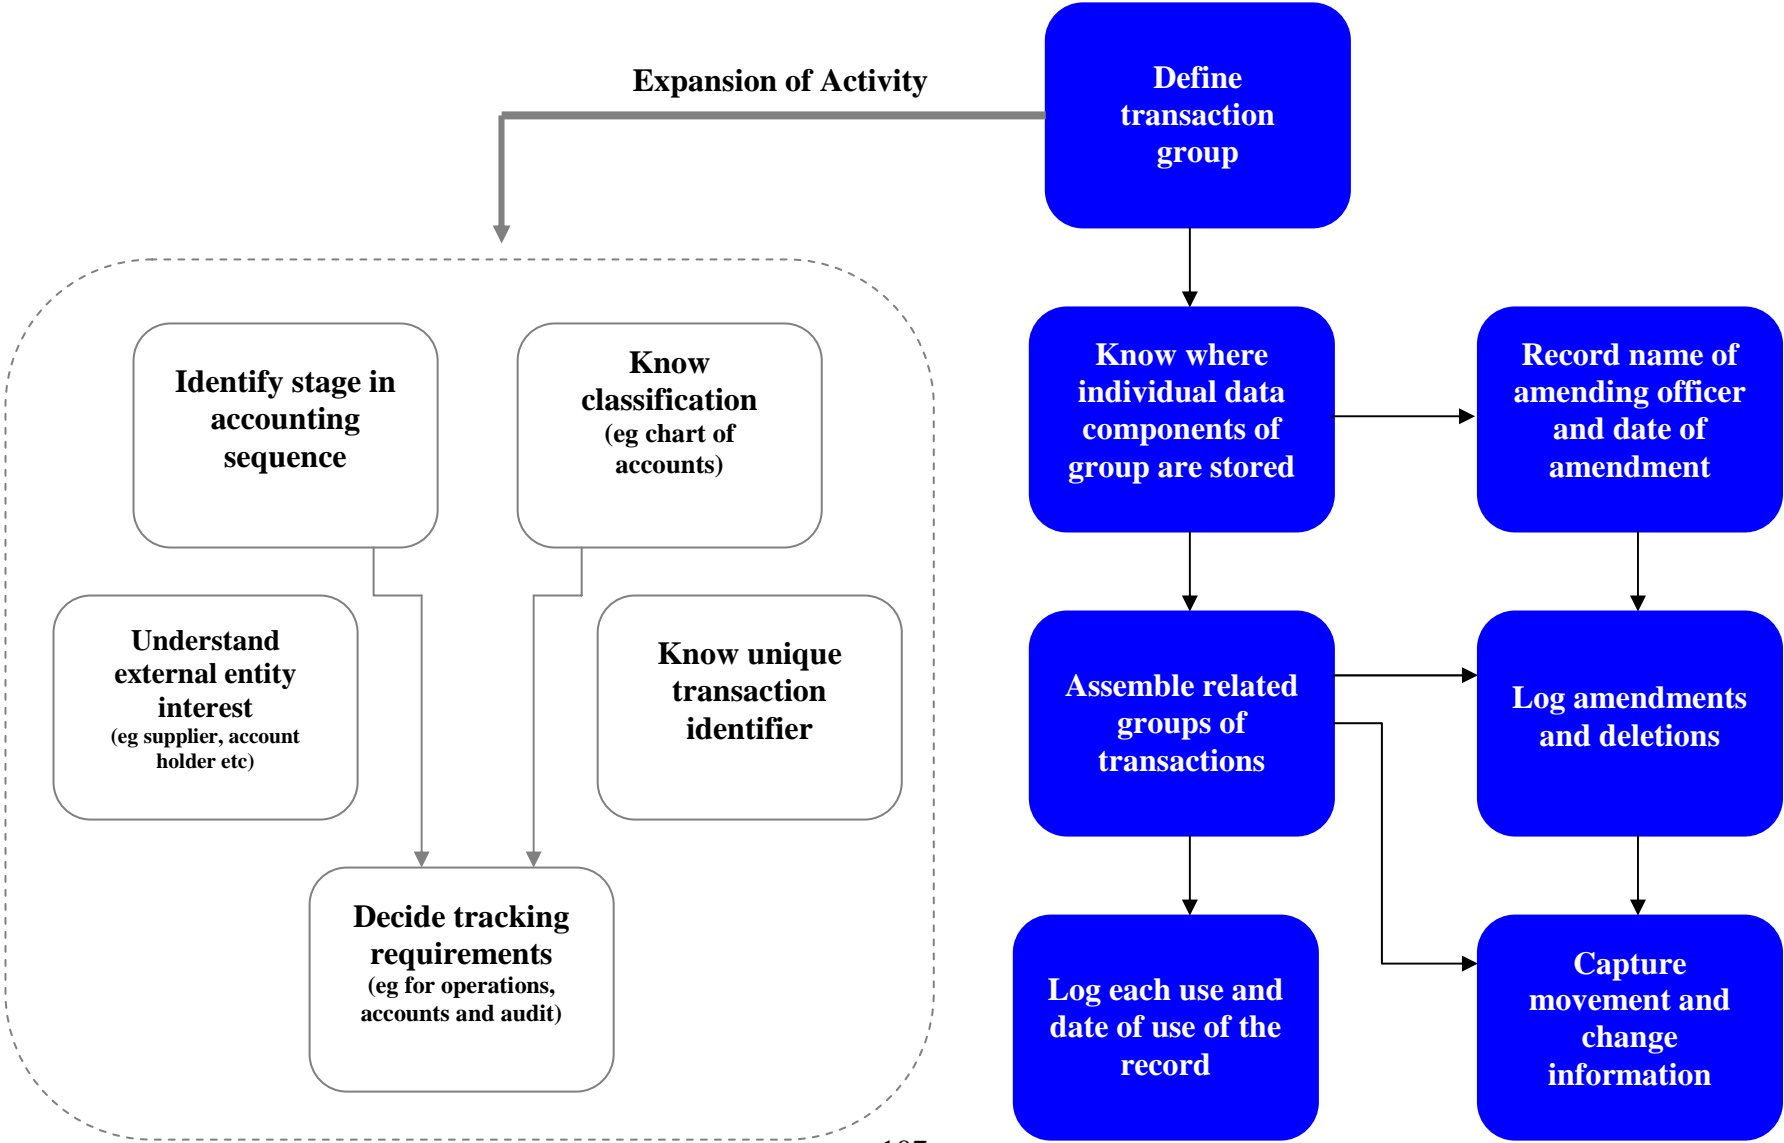 Expansion of Activity
Define
transaction
group
Identify stage in
accounting
sequence
Know
classification
(eg chart of
accounts)
Know where
individual data
components of
group are stored
Record name of
amending officer
and date of
amendment
Understand
external entity
interest
(eg supplier, account
holder etc)
Know unique
transaction
identifier
Assemble related
groups of
transactions
Log amendments
and deletions
Decide tracking
requirements
(eg for operations,
accounts and audit)
Log each use and
date of use of the
record
Capture
movement and
change
information